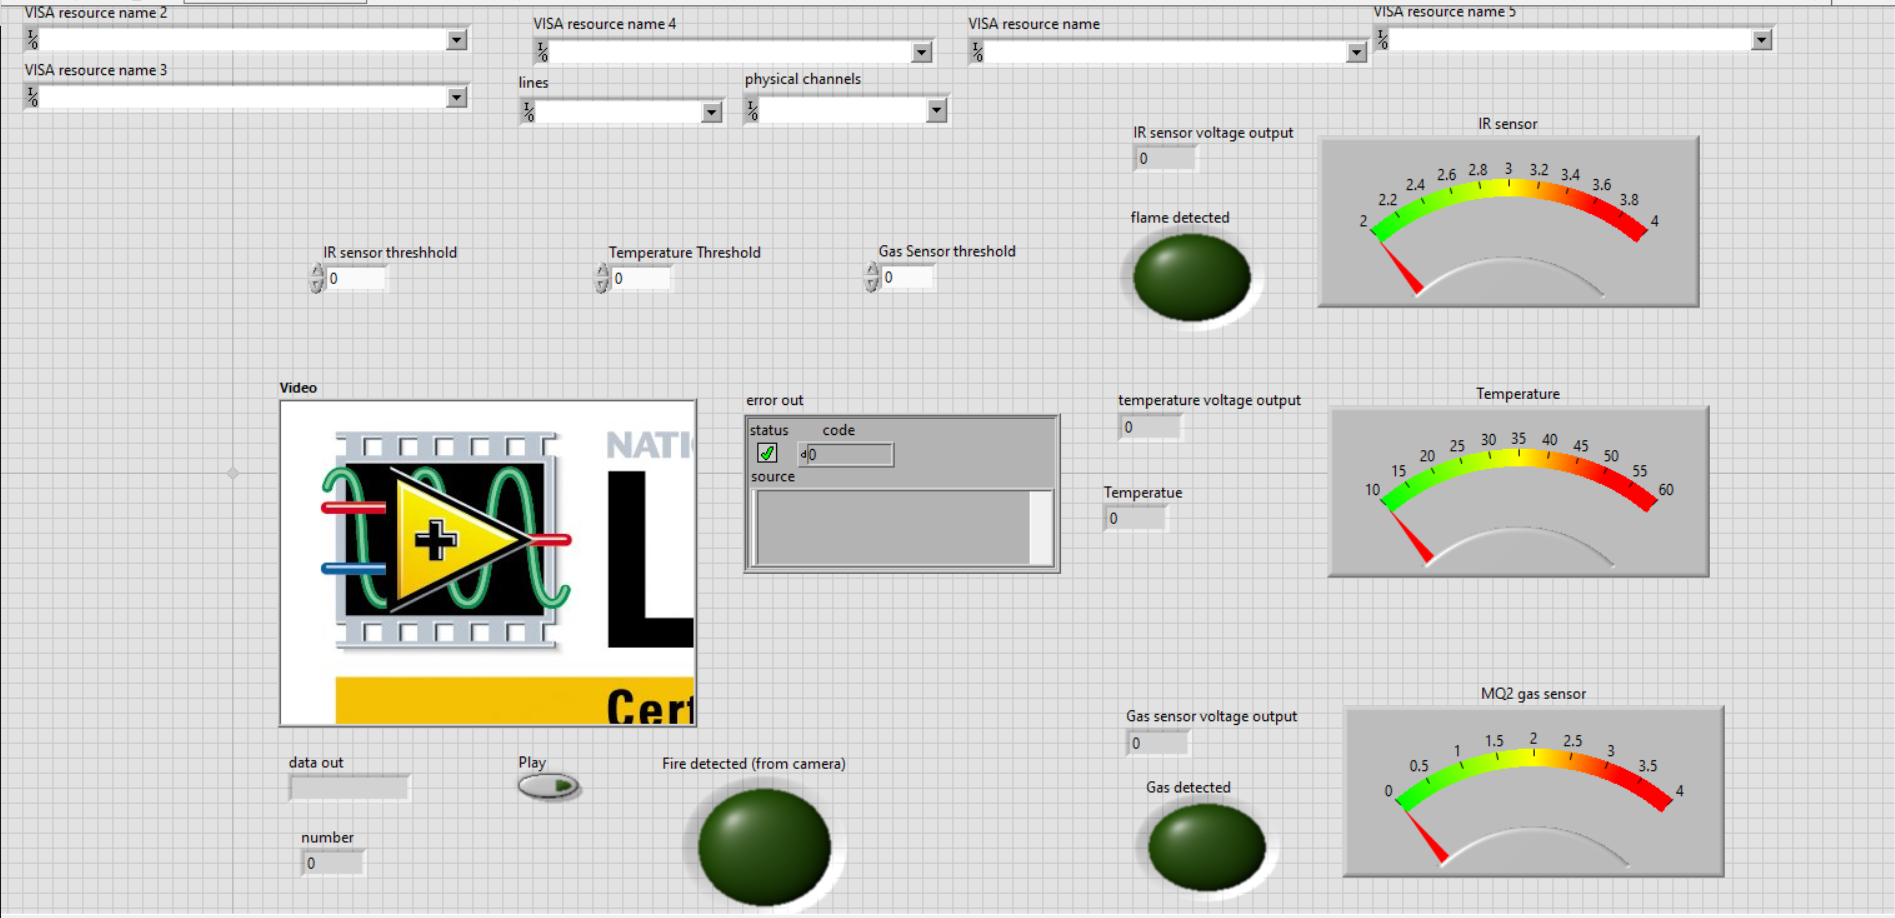 VISA resource name 2
VISA resource name 4
VISA resource name
VISA resource name 5
VISA resource name 3
lines
physical channels
IR sensor voltage output
0
IR sensor
2 2.2 2.4 2.6 2.8 3 3.2 3.4 3.6 3.8 4
flame detected
IR sensor threshhold
0
Temperature Threshold
0
Gas Sensor threshold
0
Video
NATI
L
Cert
error out
status code
d 0
source
temperature voltage output
0
Temperatue
0
Temperature
10 15 20 25 30 35 40 45 50 55 60
Gas sensor voltage output
0
MQ2 gas sensor
0 0.5 1 1.5 2 2.5 3 3.5 4
data out
Play
Fire detected (from camera)
Gas detected
number
0